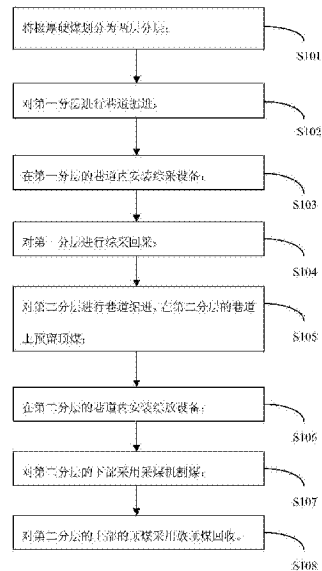 将极厚硬煤划分为两层分层；
S101
对第一分层进行巷道掘进；
S102
在第一分层的巷道内安装综采设备；
S103
对第一分层进行综采回采；
S104
对第二分层进行巷道掘进，在第二分层的巷道
上预留顶煤；
S105
在第二分层的巷道内安装综放设备；
S106
对第二分层的下部采用采煤机割煤；
S107
对第二分层的上部的顶煤采用放顶煤回收。
S108